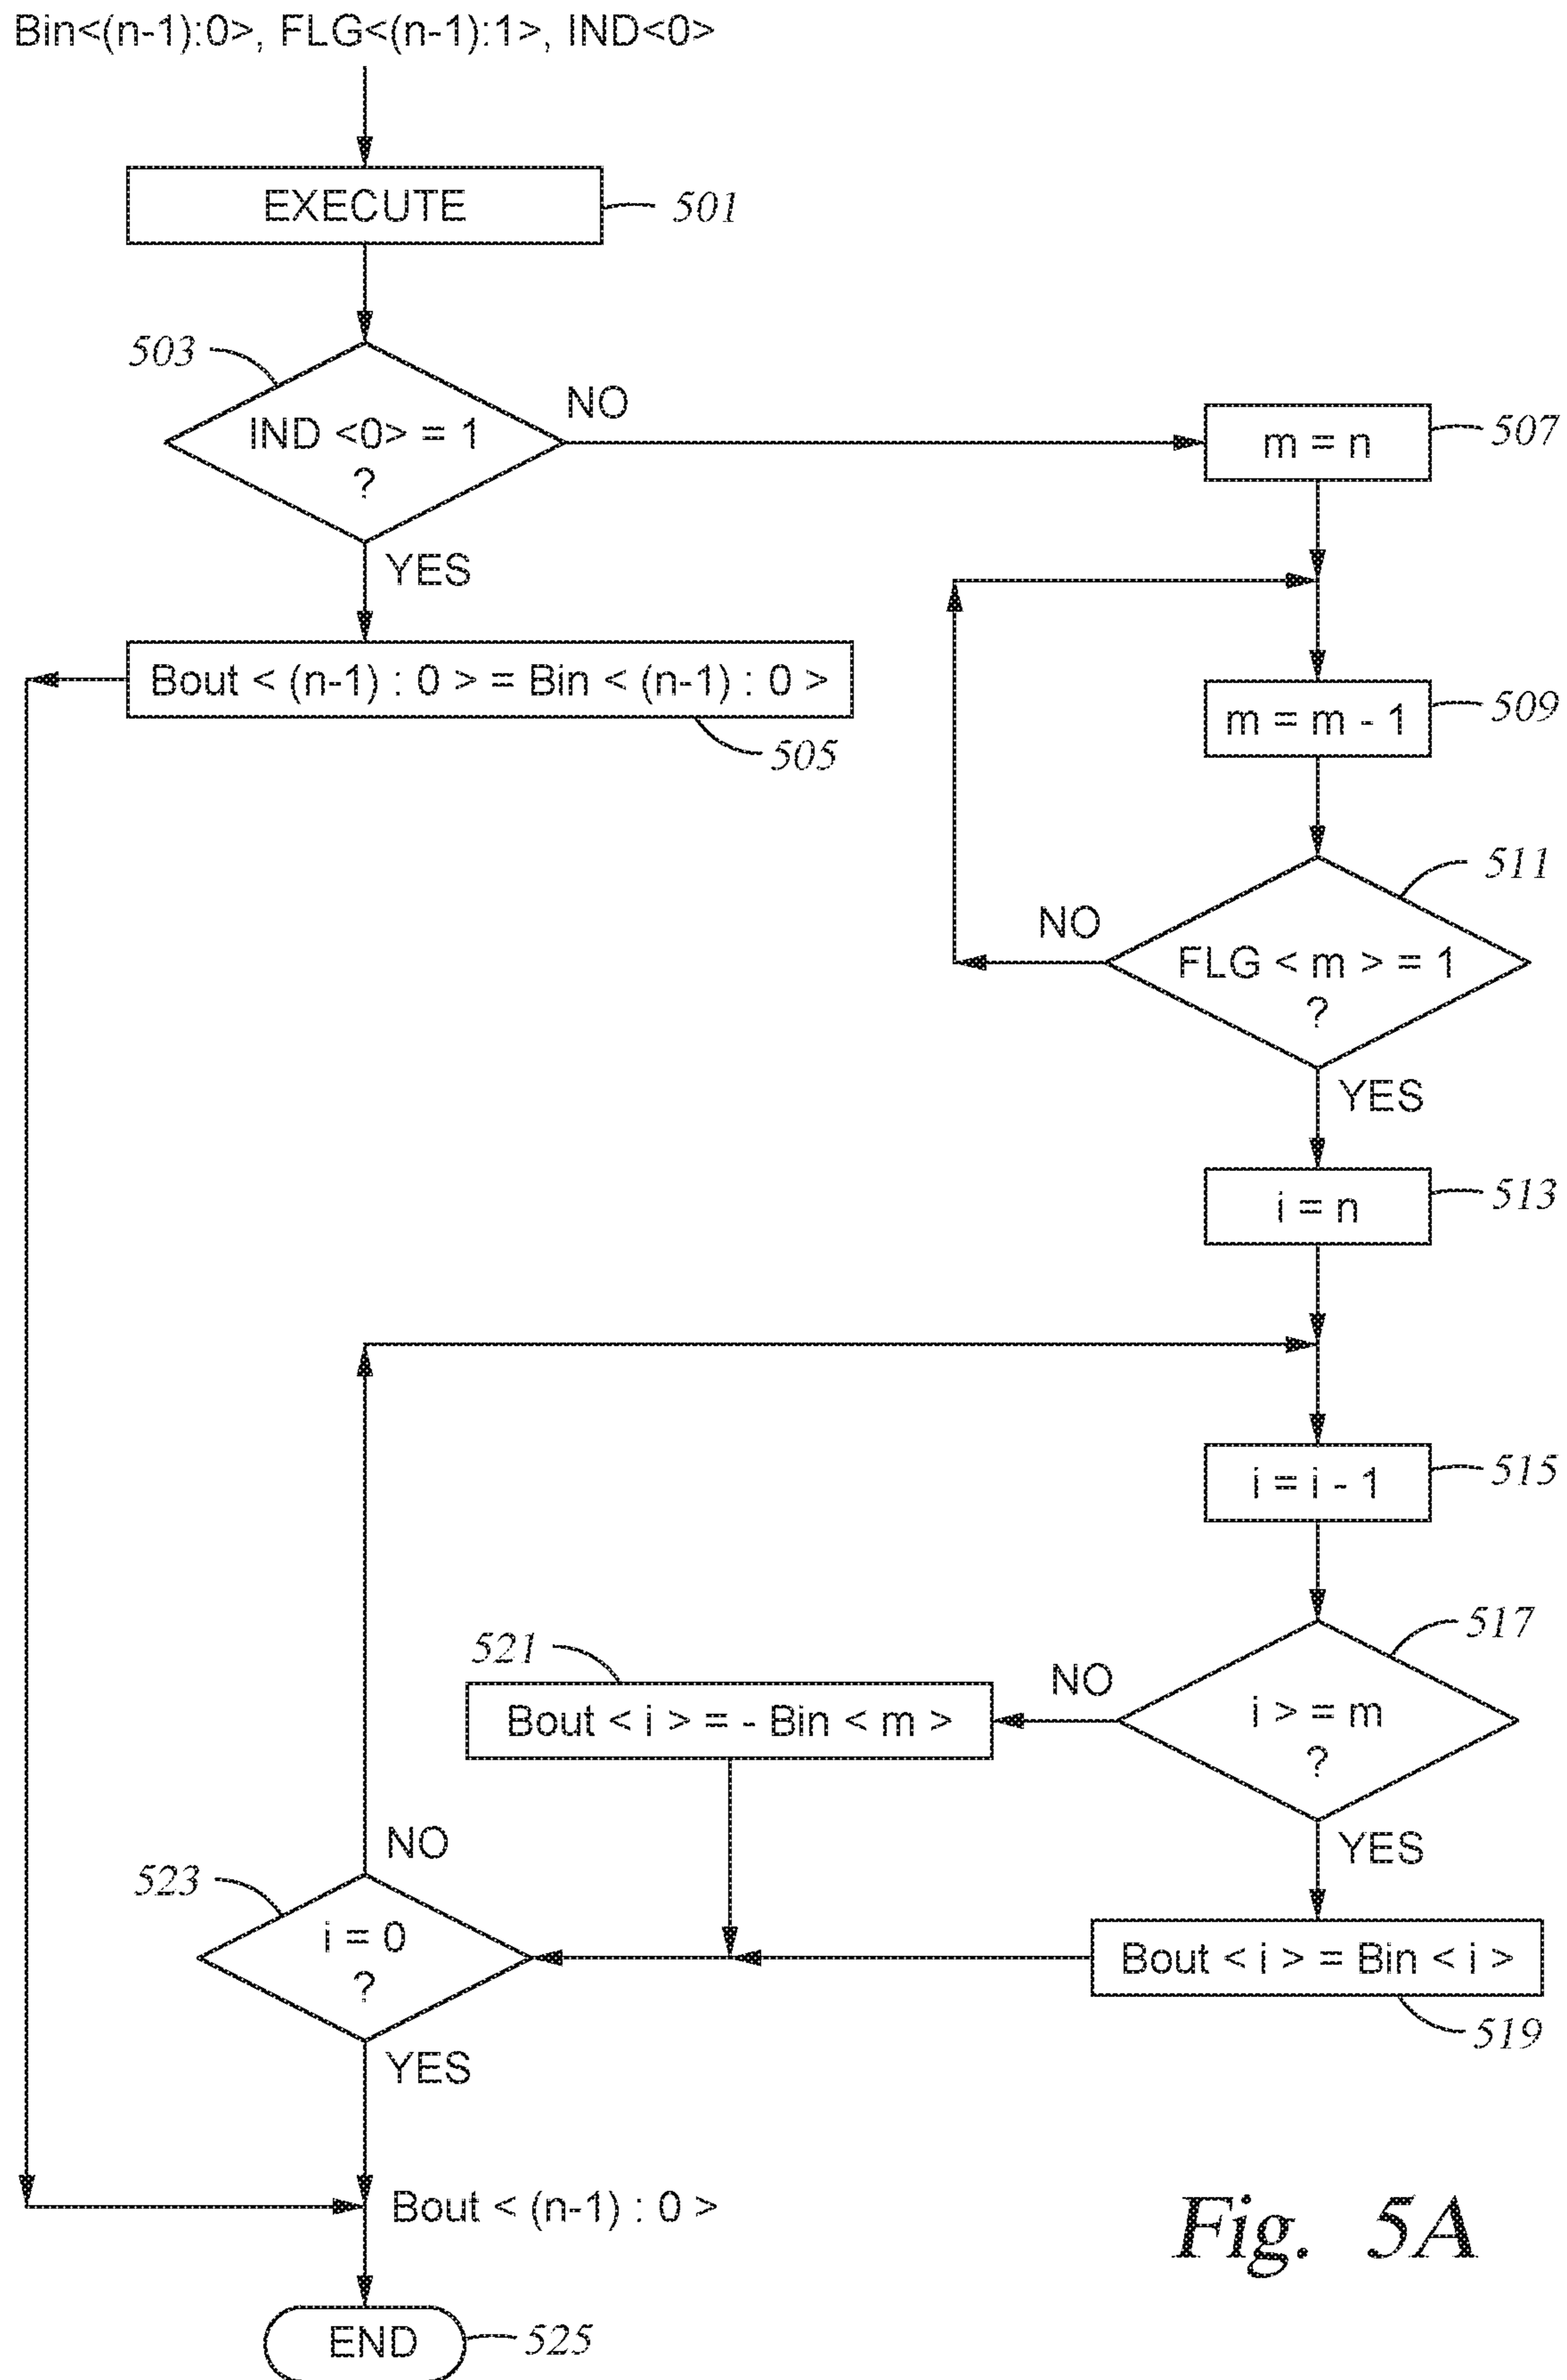 Bin<(n-1):0>, FLG<(n-1):1>, IND<0>
EXECUTE
501
503
IND <0> = 1
?
NO
YES
m = n
507
Bout < (n-1) : 0 > = Bin < (n-1) : 0 >
505
m = m - 1
509
511
FLG < m > = 1
?
NO
YES
i = n
513
i = i - 1
515
517
i > = m
?
NO
YES
521
Bout < i > = - Bin < m >
Bout < i > = Bin < i >
519
523
i = 0
?
NO
YES
Bout < (n-1) : 0 >
END
525
Fig. 5A